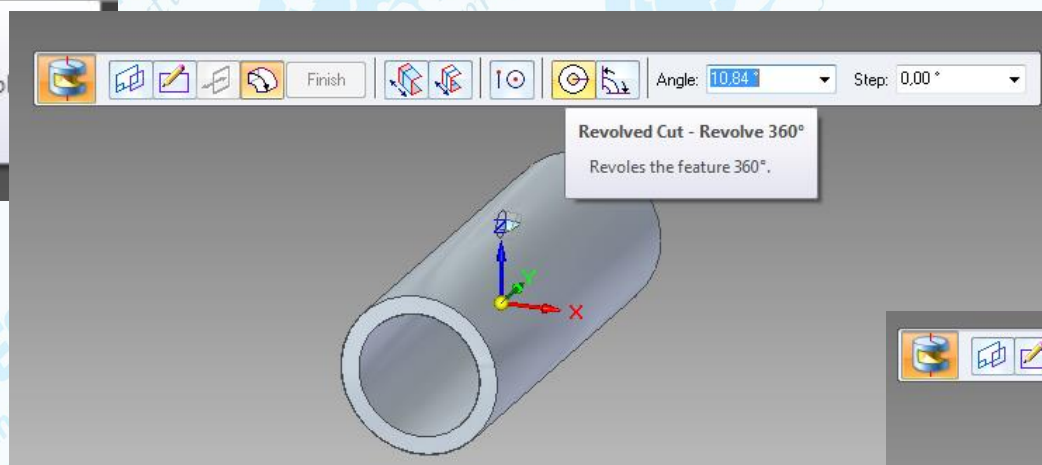 Finish
Angle: 10,84 °
Step: 0,00 °
Revolved Cut - Revolve 360°
Revoles the feature 360°.
Z
Y
X